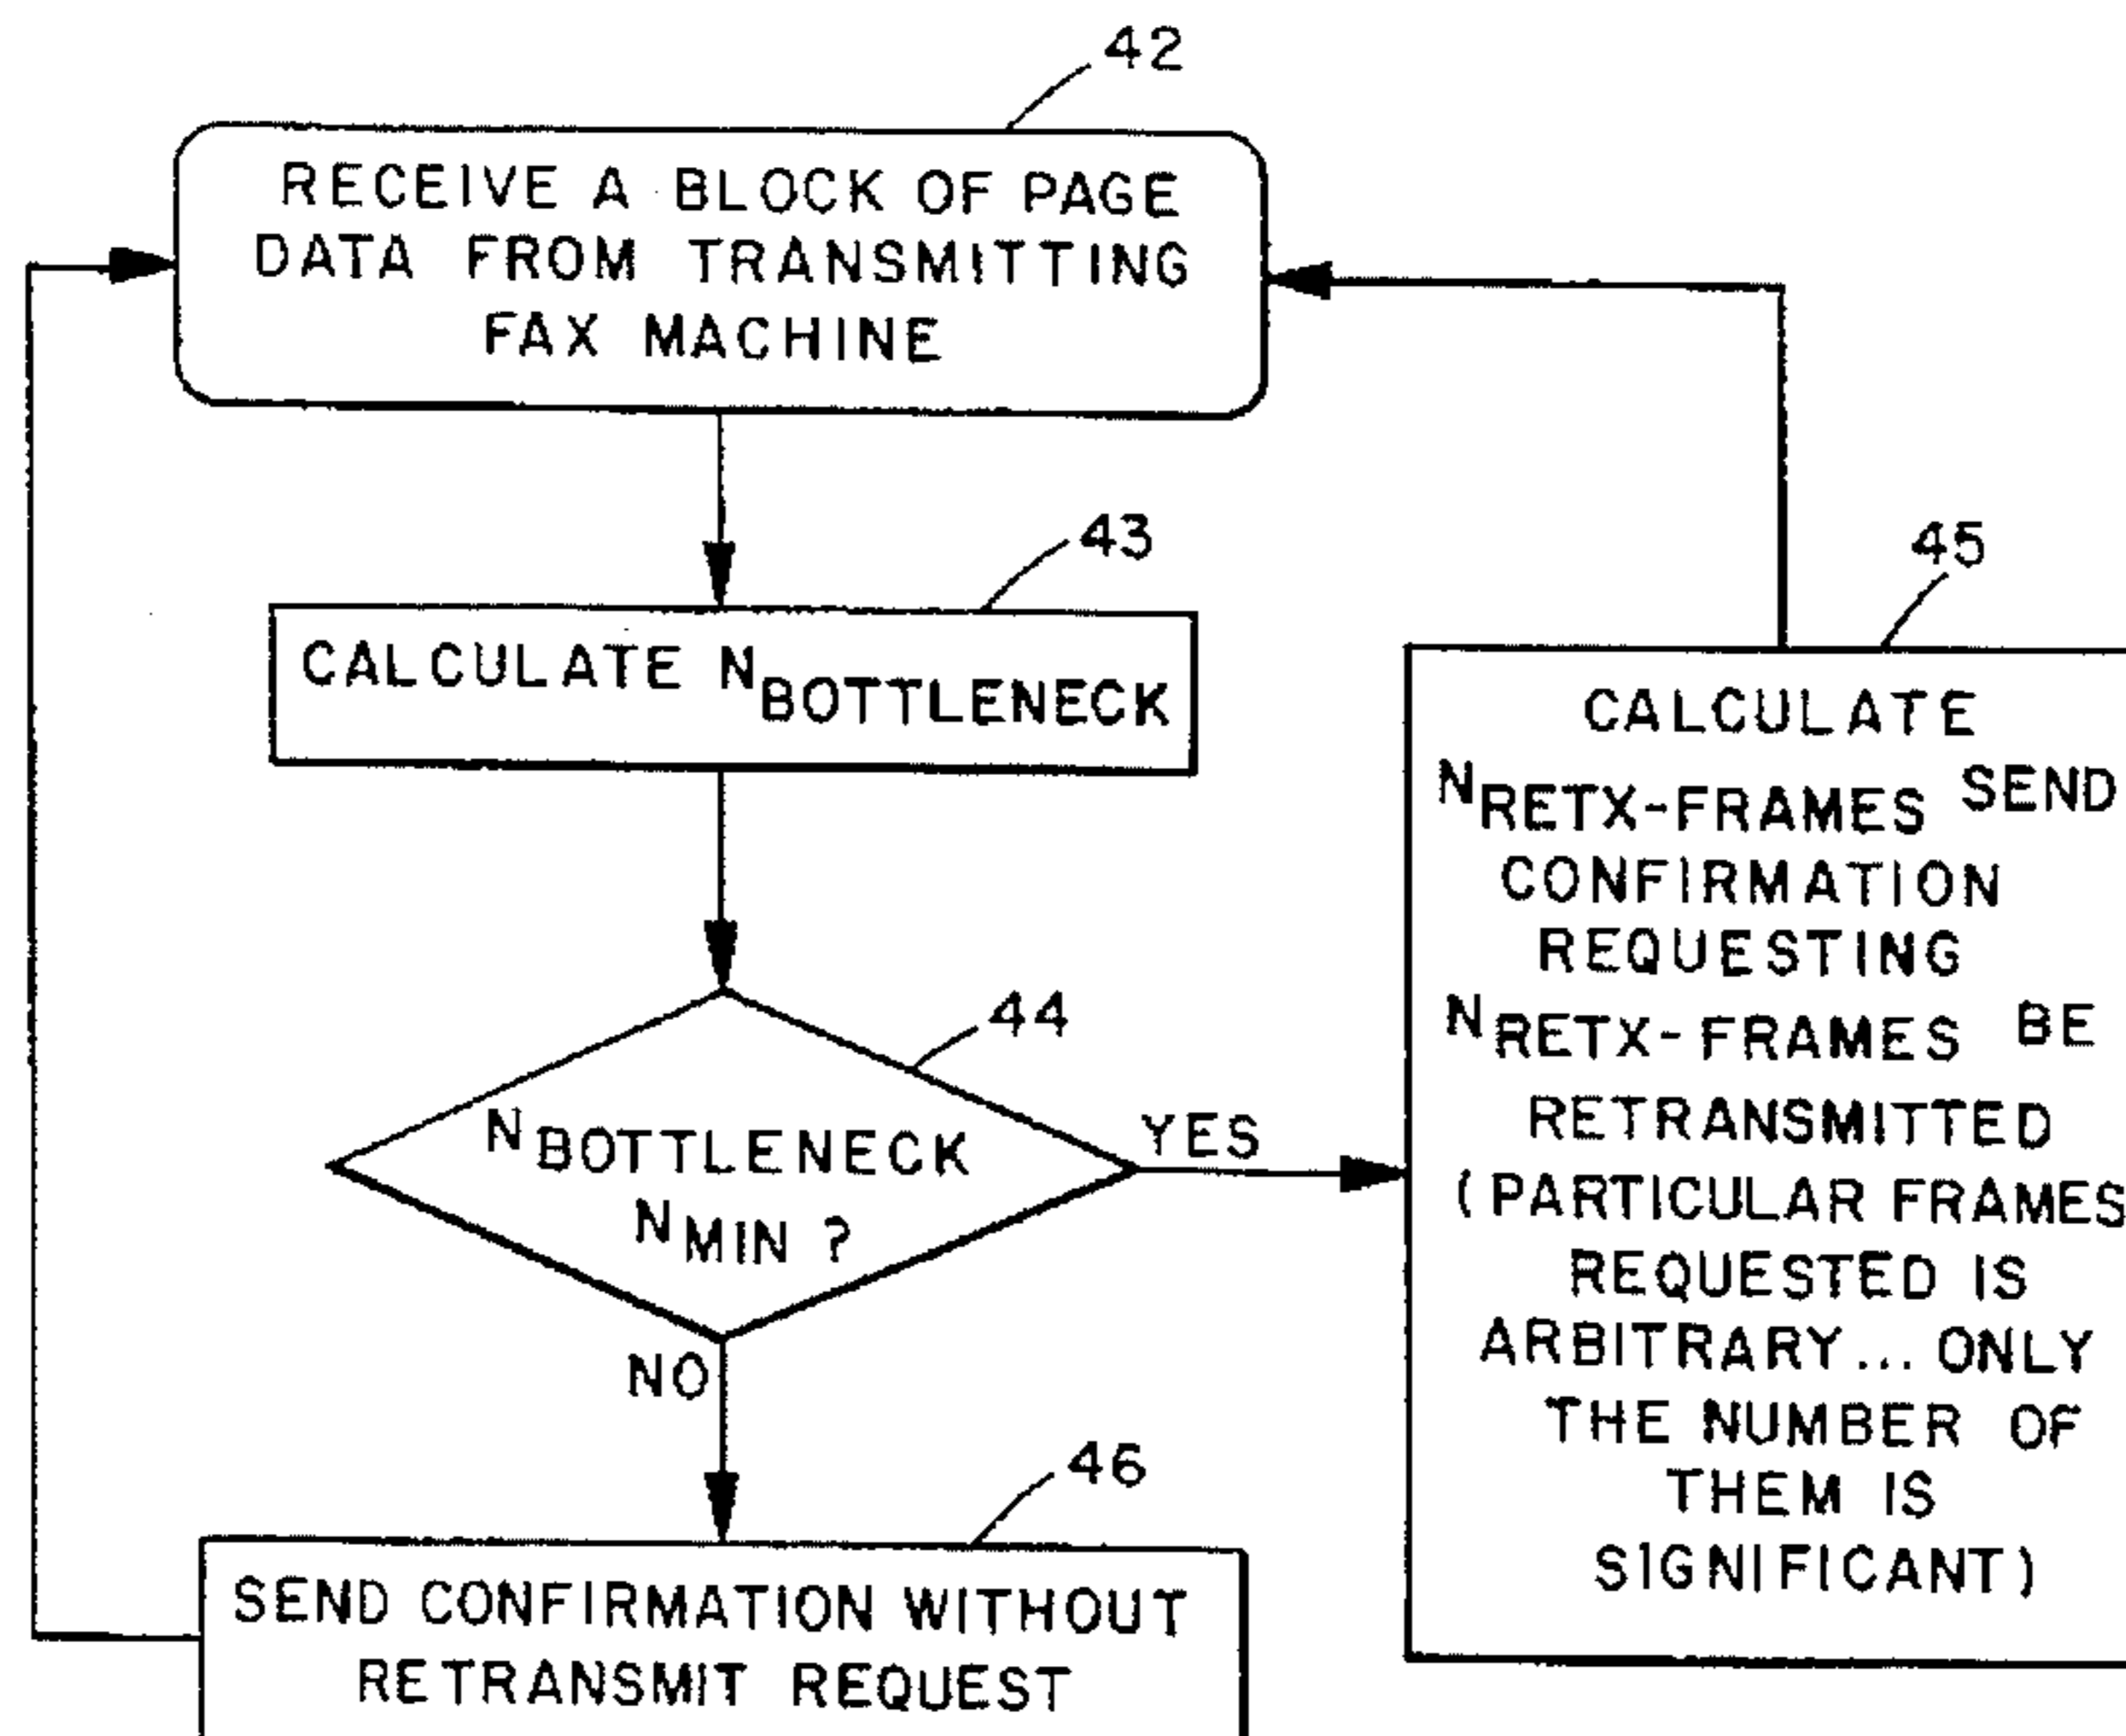 42
RECEIVE A BLOCK OF PAGE
DATA FROM TRANSMITTING
FAX MACHINE
43
CALCULATE NBOTTLENECK
44
NBOTTLENECK
NMIN ?
YES
NO
45
CALCULATE
NRETX-FRAMES SEND
CONFIRMATION
REQUESTING
NRETX-FRAMES BE
RETRANSMITTED
(PARTICULAR FRAMES
REQUESTED IS
ARBITRARY... ONLY
THE NUMBER OF
THEM IS
SIGNIFICANT)
46
SEND CONFIRMATION WITHOUT
RETRANSMIT REQUEST